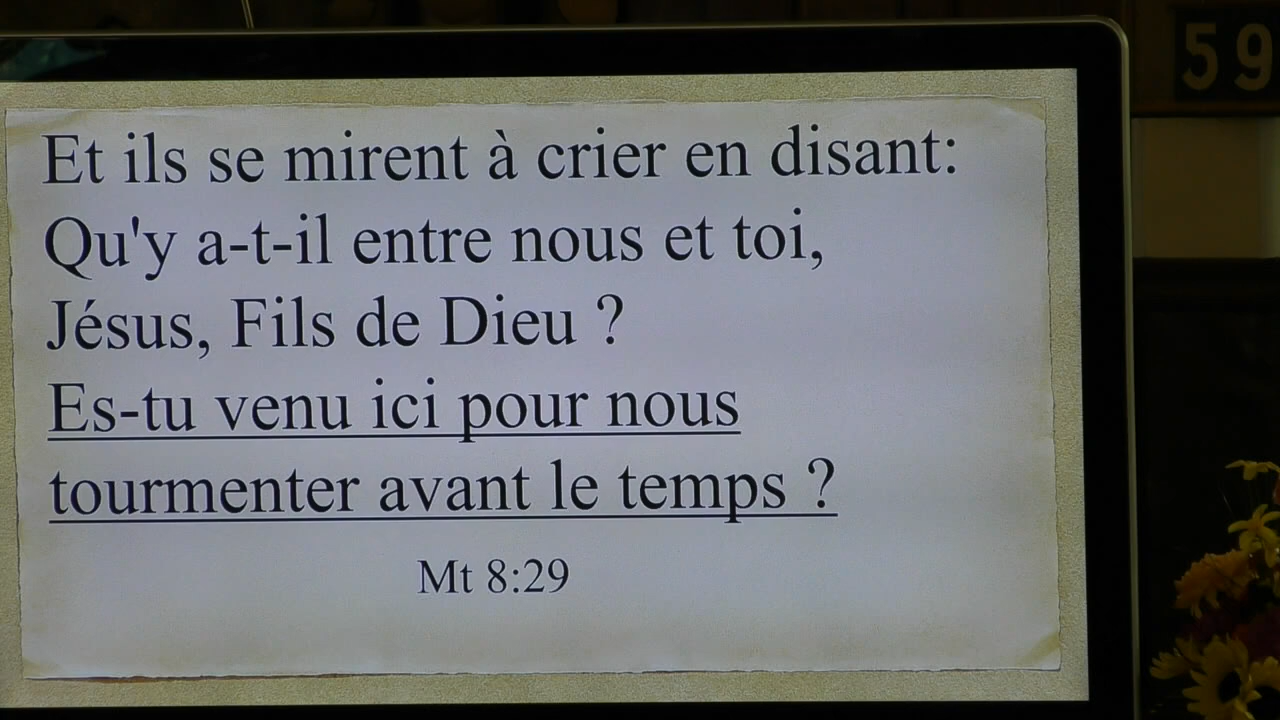 Et ils se mirent à crier en disant:
Qu'y a-t-il entre nous et toi,
Jésus, Fils de Dieu ?
Es-tu venu ici pour nous
tourmenter avant le temps ?
Mt 8:29
59